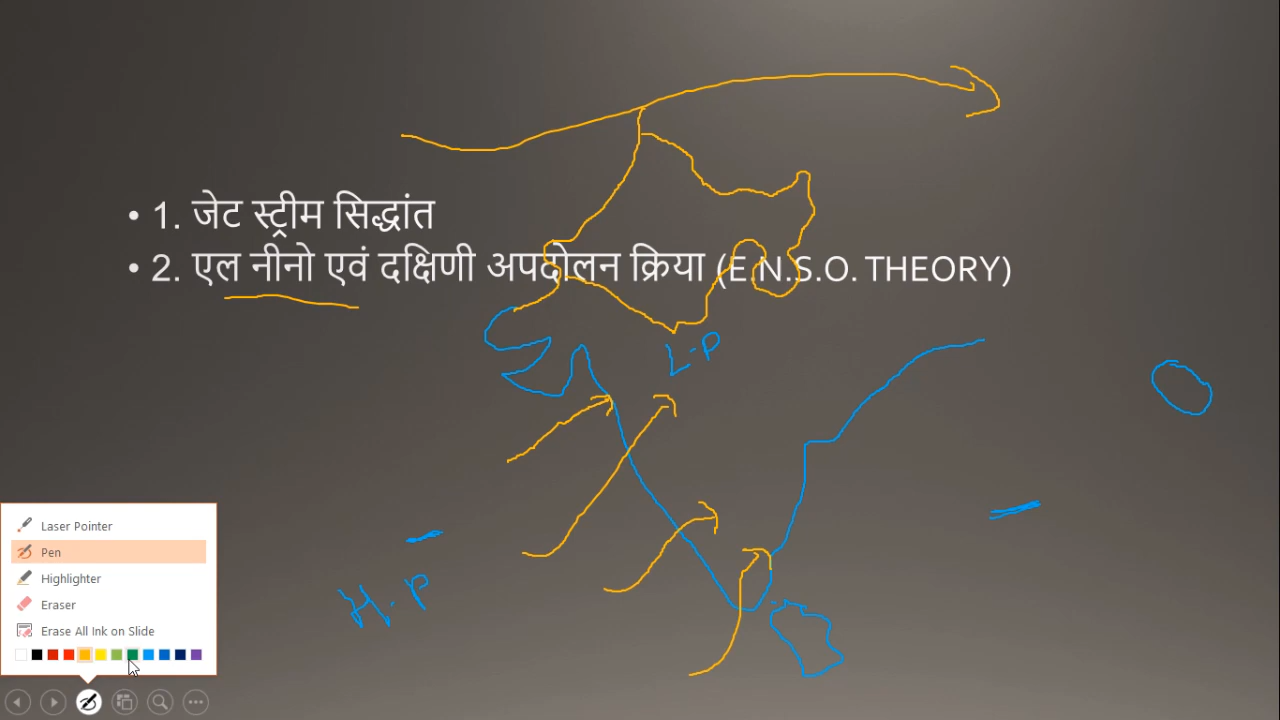 • 1. जेट स्ट्रीम सिद्धांत
• 2. एल नीनो एवं दक्षिणी अपदोलन क्रिया (E.N.S.O. THEORY)
L.P
H.P
Laser Pointer
Pen
Highlighter
Eraser
Erase All Ink on Slide